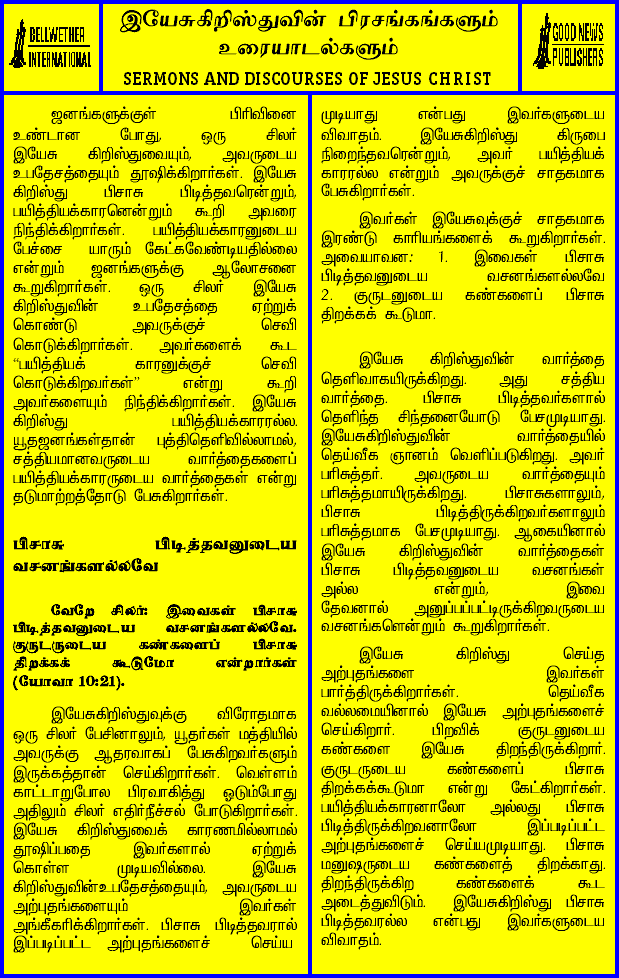 BELLWETHER
INTERNATIONAL
இயேசுகிறிஸ்துவின் பிரசங்கங்களும்
உரையாடல்களும்
SERMONS AND DISCOURSES OF JESUS CHRIST
GOOD NEWS
PUBLISHERS
ஜனங்களுக்குள் பிரிவினை
உண்டான போது, ஒரு சிலர்
இயேசு கிறிஸ்துவையும், அவருடைய
உபதேசத்தையும் தூஷிக்கிறார்கள். இயேசு
கிறிஸ்து பிசாசு பிடித்தவரென்றும்,
பயித்தியக்காரனென்றும் கூறி அவரை
நிந்திக்கிறார்கள். பயித்தியக்காரனுடைய
பேச்சை யாரும் கேட்கவேண்டியதில்லை
என்றும் ஜனங்களுக்கு ஆலோசனை
கூறுகிறார்கள். ஒரு சிலர் இயேசு
கிறிஸ்துவின் உபதேசத்தை ஏற்றுக்
கொண்டு அவருக்குச் செவி
கொடுக்கிறார்கள். அவர்களைக் கூட
“பயித்தியக் காரனுக்குச் செவி
கொடுக்கிறவர்கள்” என்று கூறி
அவர்களையும் நிந்திக்கிறார்கள். இயேசு
கிறிஸ்து பயித்தியக்காரரல்ல.
யூதஜனங்கள்தான் புத்திதெளிவில்லாமல்,
சத்தியமானவருடைய வார்த்தைகளைப்
பயித்தியக்காரருடைய வார்த்தைகள் என்று
தடுமாற்றத்தோடு பேசுகிறார்கள்.
பிசாசு பிடித்தவனுடைய
வசனங்களல்லவே
வேறே சிலர்: இவைகள் பிசாசு
பிடித்தவனுடைய வசனங்களல்லவே.
குருடருடைய கண்களைப் பிசாசு
திறக்கக் கூடுமோ என்றார்கள்
(யோவா 10:21).
இயேசுகிறிஸ்துவுக்கு விரோதமாக
ஒரு சிலர் பேசினாலும், யூதர்கள் மத்தியில்
அவருக்கு ஆதரவாகப் பேசுகிறவர்களும்
இருக்கத்தான் செய்கிறார்கள். வெள்ளம்
காட்டாறுபோல பிரவாகித்து ஓடும்போது
அதிலும் சிலர் எதிர்நீச்சல் போடுகிறார்கள்.
இயேசு கிறிஸ்துவைக் காரணமில்லாமல்
தூஷிப்பதை இவர்களால் ஏற்றுக்
கொள்ள முடியவில்லை. இயேசு
கிறிஸ்துவின்உபதேசத்தையும், அவருடைய
அற்புதங்களையும் இவர்கள்
அங்கீகரிக்கிறார்கள். பிசாசு பிடித்தவரால்
இப்படிப்பட்ட அற்புதங்களைச் செய்ய
முடியாது என்பது இவர்களுடைய
விவாதம். இயேசுகிறிஸ்து கிருபை
நிறைந்தவரென்றும், அவர் பயித்தியக்
காரரல்ல என்றும் அவருக்குச் சாதகமாக
பேசுகிறார்கள்.
இவர்கள் இயேசுவுக்குச் சாதகமாக
இரண்டு காரியங்களைக் கூறுகிறார்கள்.
அவையாவன: 1. இவைகள் பிசாசு
பிடித்தவனுடைய வசனங்களல்லவே
2. குருடனுடைய கண்களைப் பிசாசு
திறக்கக் கூடுமா.
இயேசு கிறிஸ்துவின் வார்த்தை
தெளிவாகயிருக்கிறது. அது சத்திய
வார்த்தை. பிசாசு பிடித்தவர்களால்
தெளிந்த சிந்தனையோடு பேசமுடியாது.
இயேசுகிறிஸ்துவின் வார்த்தையில்
தெய்வீக ஞானம் வெளிப்படுகிறது. அவர்
பரிசுத்தர். அவருடைய வார்த்தையும்
பரிசுத்தமாயிருக்கிறது. பிசாசுகளாலும்,
பிசாசு பிடித்திருக்கிறவர்களாலும்
பரிசுத்தமாக பேசமுடியாது. ஆகையினால்
இயேசு கிறிஸ்துவின் வார்த்தைகள்
பிசாசு பிடித்தவனுடைய வசனங்கள்
அல்ல என்றும், இவை
தேவனால் அனுப்பப்பட்டிருக்கிறவருடைய
வசனங்களென்றும் கூறுகிறார்கள்.
இயேசு கிறிஸ்து செய்த
அற்புதங்களை இவர்கள்
பார்த்திருக்கிறார்கள். தெய்வீக
வல்லமையினால் இயேசு அற்புதங்களைச்
செய்கிறார். பிறவிக் குருடனுடைய
கண்களை இயேசு திறந்திருக்கிறார்.
குருடருடைய கண்களைப் பிசாசு
திறக்கக்கூடுமா என்று கேட்கிறார்கள்.
பயித்தியக்காரனாலோ அல்லது பிசாசு
பிடித்திருக்கிறவனாலோ இப்படிப்பட்ட
அற்புதங்களைச் செய்யமுடியாது. பிசாசு
மனுஷருடைய கண்களைத் திறக்காது.
திறந்திருக்கிற கண்களைக் கூட
அடைத்துவிடும். இயேசுகிறிஸ்து பிசாசு
பிடித்தவரல்ல என்பது இவர்களுடைய
விவாதம்.